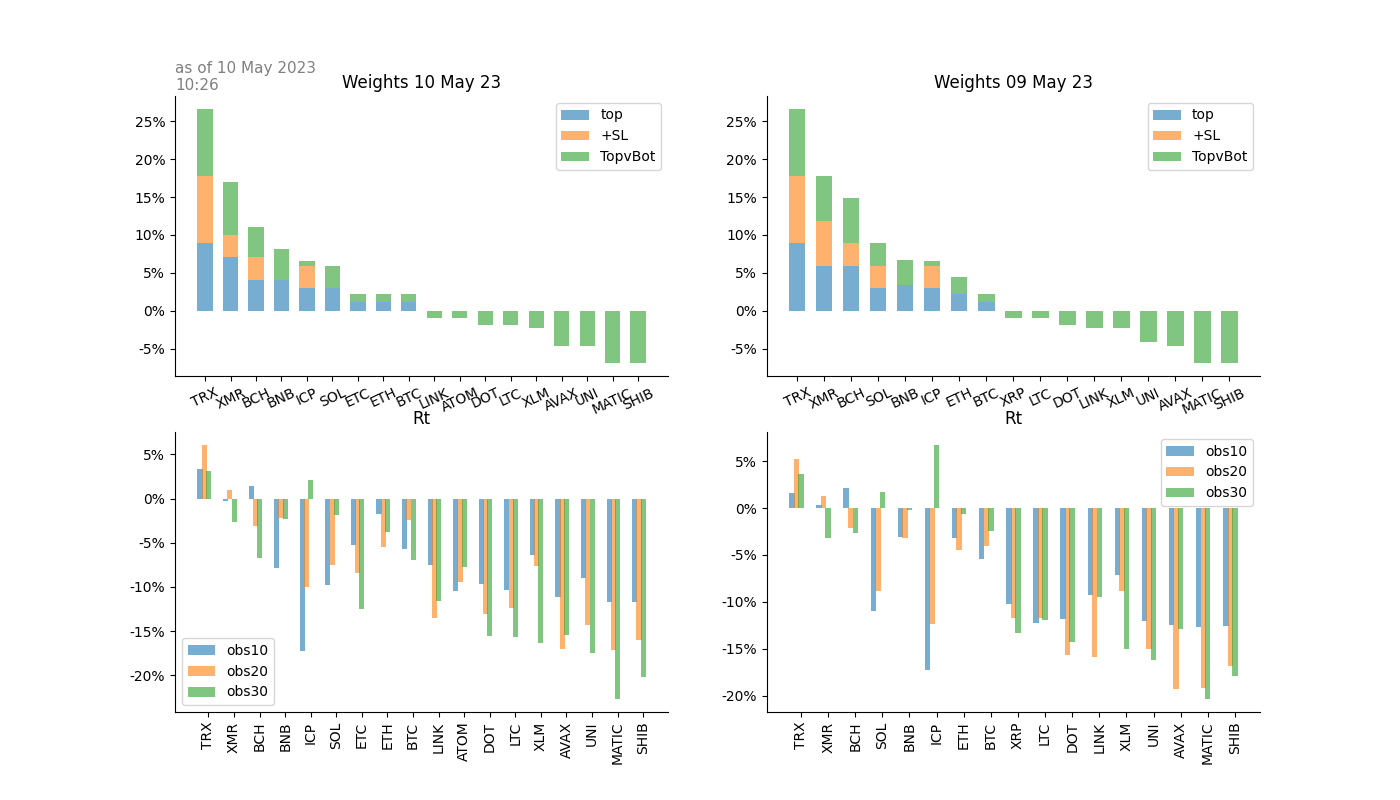 as of 10 May 2023
10:26
Weights 10 May 23
25%
20%
15%
10%
5%
0%
-5%
top
+SL
TopvBot
TRX XMR BCH BNB ICP SOL ETC ETH BTC LINK ATOM DOT LTC XLM AVAX UNI MATIC SHIB
Weights 09 May 23
25%
20%
15%
10%
5%
0%
-5%
top
+SL
TopvBot
TRX XMR BCH SOL BNB ICP ETH BTC XRP LTC DOT LINK XLM UNI AVAX MATIC SHIB
Rt
5%
0%
-5%
-10%
-15%
-20%
obs10
obs20
obs30
TRX XMR BCH BNB ICP SOL ETC ETH BTC LINK ATOM DOT LTC XLM AVAX UNI MATIC SHIB
Rt
5%
0%
-5%
-10%
-15%
-20%
obs10
obs20
obs30
TRX XMR BCH SOL BNB ICP ETH BTC XRP LTC DOT LINK XLM UNI AVAX MATIC SHIB